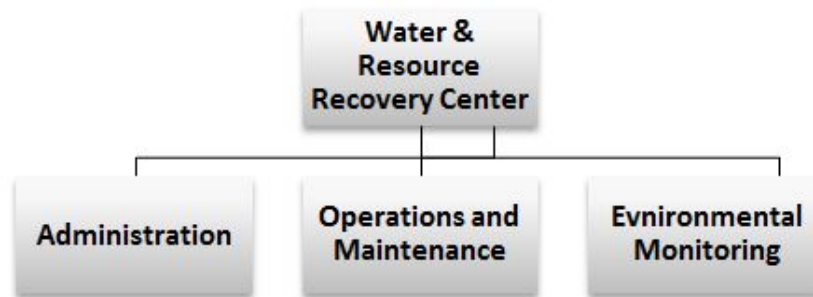 Water &
Resource
Recovery Center
Administration
Operations and
Maintenance
Evnironmental
Monitoring